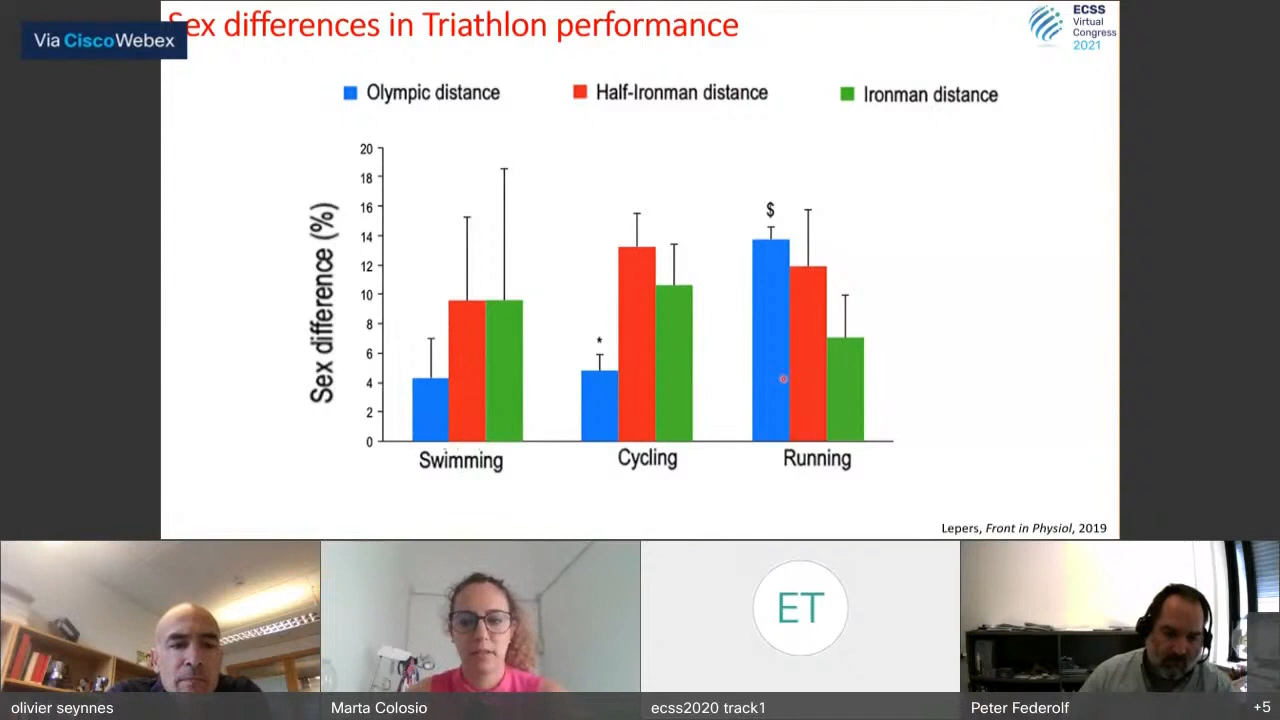 Sex differences in Triathlon performance
Via Cisco Webex
ECSS
Virtual
Congress
2021
Olympic distance
Half-Ironman distance
Ironman distance
Sex difference (%)
20
18
16
14
12
10
8
6
4
2
0
*
$
Swimming
Cycling
Running
Lepers, Front in Physiol, 2019
ET
olivier seynnes
Marta Colosio
ecss2020 track1
Peter Federolf
+5